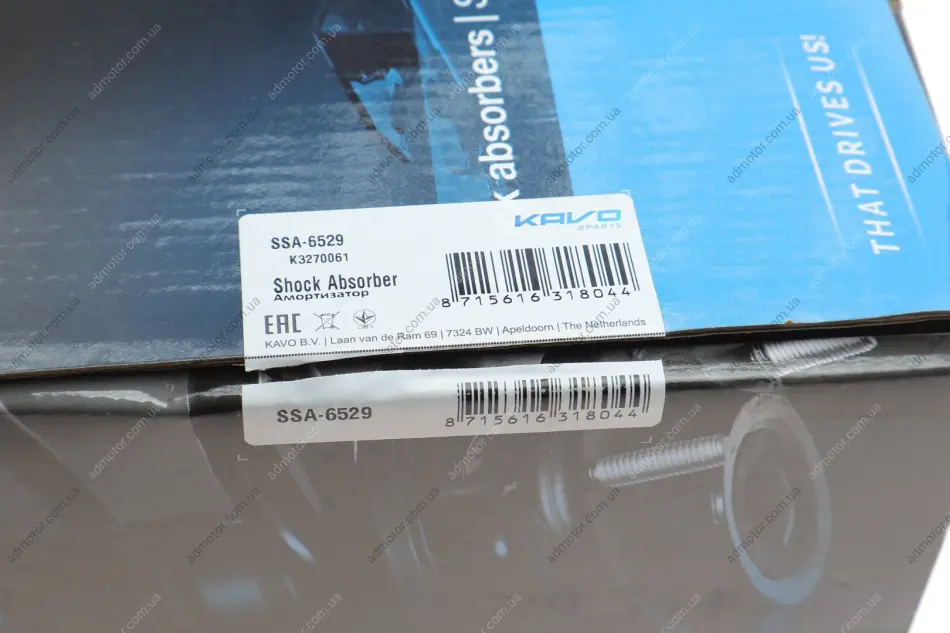 k absorbers | S
THAT DRIVES US!
KAVO
PARTS
SSA-6529
K3270061
Shock Absorber
Амортизатор
8 715616 318044
EAC
KAVO B.V. | Laan van de Ram 69 | 7324 BW | Apeldoorn | The Netherlands
SSA-6529
8 715616 318044
admotor.com.ua